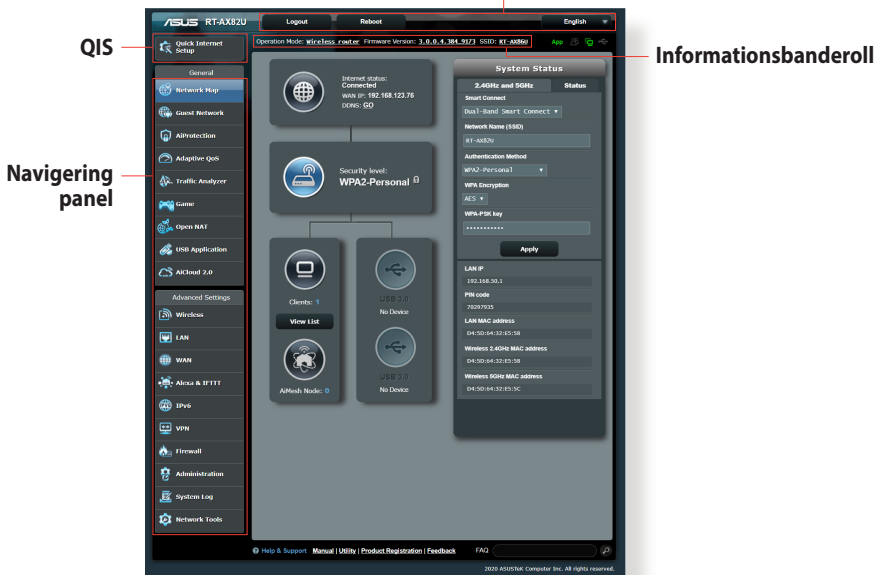 ASUS RT-AX82U
Logout
Reboot
English
QIS
Quick Internet
Setup
Operation Mode: Wireless router Firmware Version: 3.0.0.4.384_9173 SSID: RT-AX86U
App
Informationsbanderoll
Navigering
panel
General
Network Map
Guest Network
AiProtection
Adaptive QoS
Traffic Analyzer
Game
Open NAT
USB Application
AiCloud 2.0
Advanced Settings
Wireless
LAN
WAN
Alexa & IFTTT
IPv6
VPN
Firewall
Administration
System Log
Network Tools
Internet status:
Connected
WAN IP: 192.168.123.76
DDNS: GO
Security level:
WPA2-Personal
Clients: 1
View List
AiMesh Node: 0
USB 3.0
No Device
USB 3.0
No Device
System Status
2.4GHz and 5GHz
Status
Smart Connect
Dual-Band Smart Connect
Network Name (SSID)
RT-AX82U
Authentication Method
WPA2-Personal
WPA Encryption
AES
WPA-PSK key
•••••••••••
Apply
LAN IP
192.168.50.1
PIN code
70207935
LAN MAC address
D4:5D:64:32:E5:58
Wireless 2.4GHz MAC address
D4:5D:64:32:E5:58
Wireless 5GHz MAC address
D4:5D:64:32:E5:5C
Help & Support Manual | Utility | Product Registration | Feedback
FAQ
2020 ASUSTeK Computer Inc. All rights reserved.